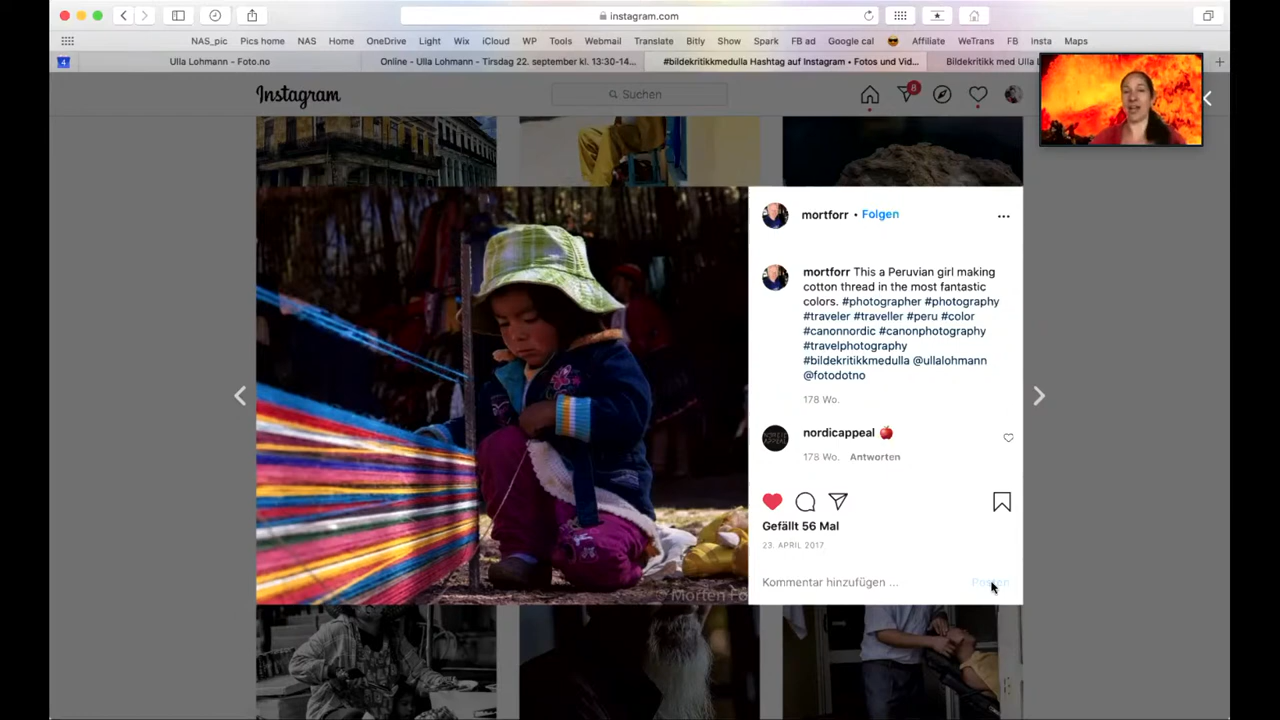 instagram.com
NAS_pic Pics home NAS Home OneDrive Light Wix iCloud WP Tools Webmail Translate Bitly Show Spark FB ad Google cal Affiliate WeTrans FB Insta Maps
4 Ulla Lohmann - Foto.no Online - Ulla Lohmann - Tirsdag 22. september kl. 13:30-14... #bildekritikkmedulla Hashtag auf Instagram • Fotos und Vid... Bildekritikk med Ulla
Instagram Suchen 8
mortforr • Folgen
mortforr This a Peruvian girl making
cotton thread in the most fantastic
colors. #photographer #photography
#traveler #traveller #peru #color
#canonnordic #canonphotography
#travelphotography
#bildekritikkmedulla @ullalohmann
@fotodotno
178 Wo.
nordicappeal
178 Wo. Antworten
Gefällt 56 Mal
23. APRIL 2017
Kommentar hinzufügen ... Posten
© Morten